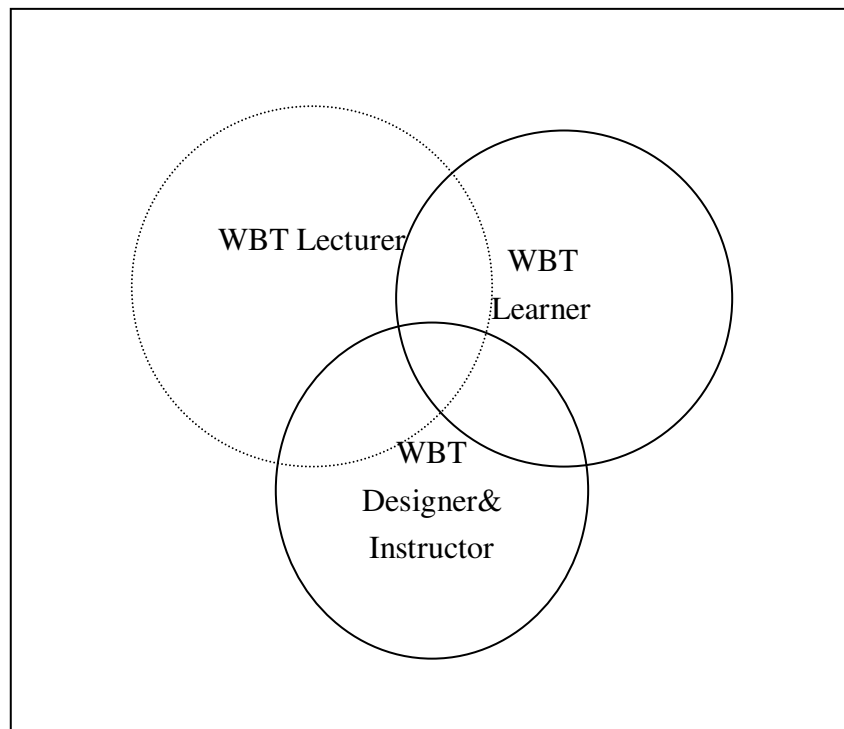 WBT Lecturer
WBT
Learner
WBT
Designer&
Instructor